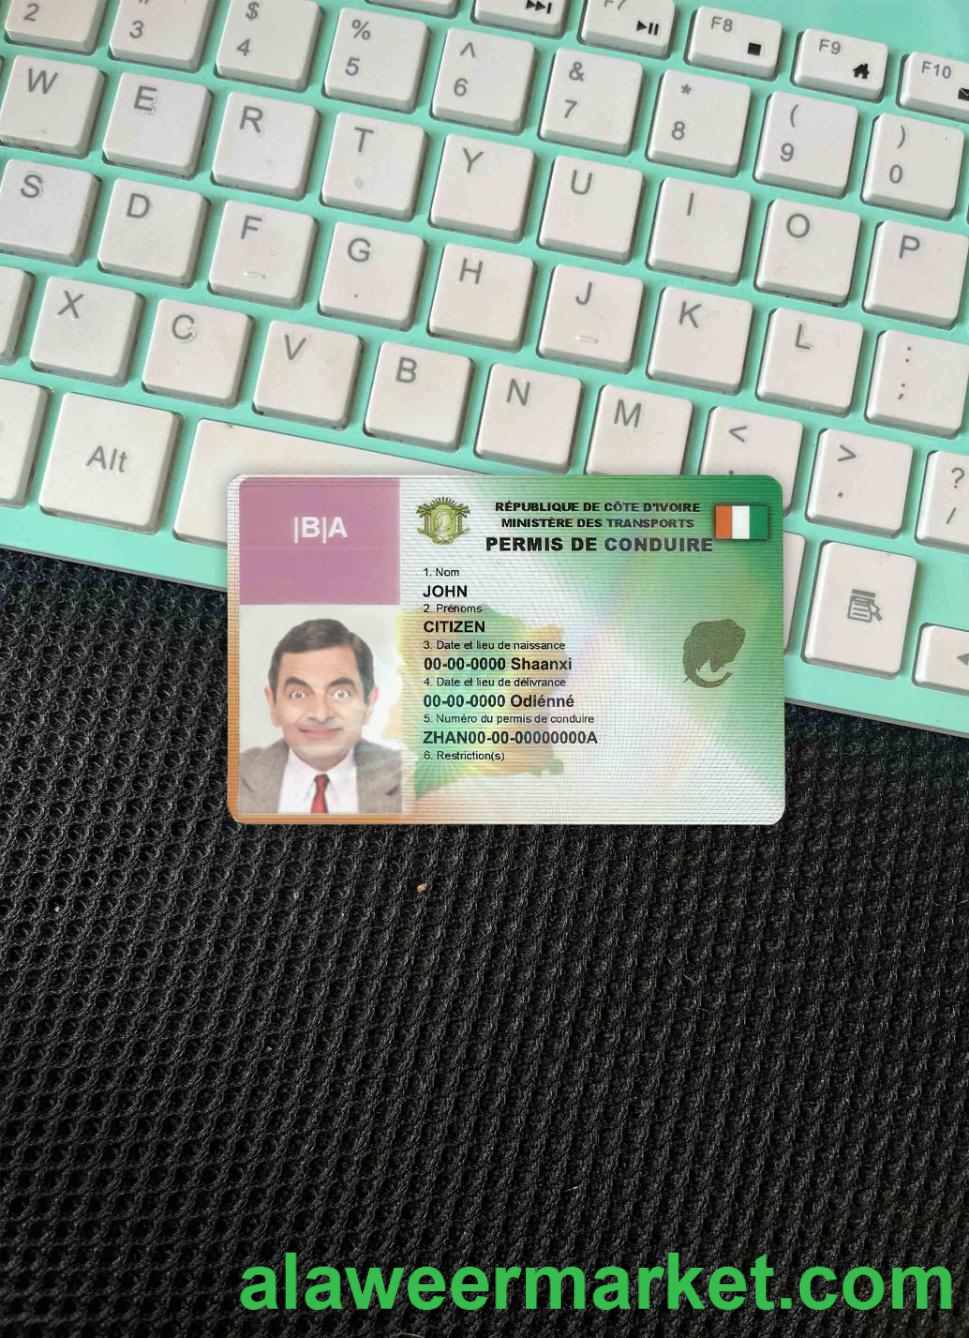 F7 F8 F9 F10
2 3 $ 4 % 5 ^ 6 & 7 * 8 ( 9 ) 0
W E R T Y U I O P
S D F G H J K L : ;
X C V B N M < > . ? /
Alt
|B|A
RÉPUBLIQUE DE CÔTE D'IVOIRE
MINISTÈRE DES TRANSPORTS
PERMIS DE CONDUIRE
1. Nom
JOHN
2. Prénoms
CITIZEN
3. Date et lieu de naissance
00-00-0000 Shaanxi
4. Date et lieu de délivrance
00-00-0000 Odiénné
5. Numéro du permis de conduire
ZHAN00-00-00000000A
6. Restriction(s)
alaweermarket.com